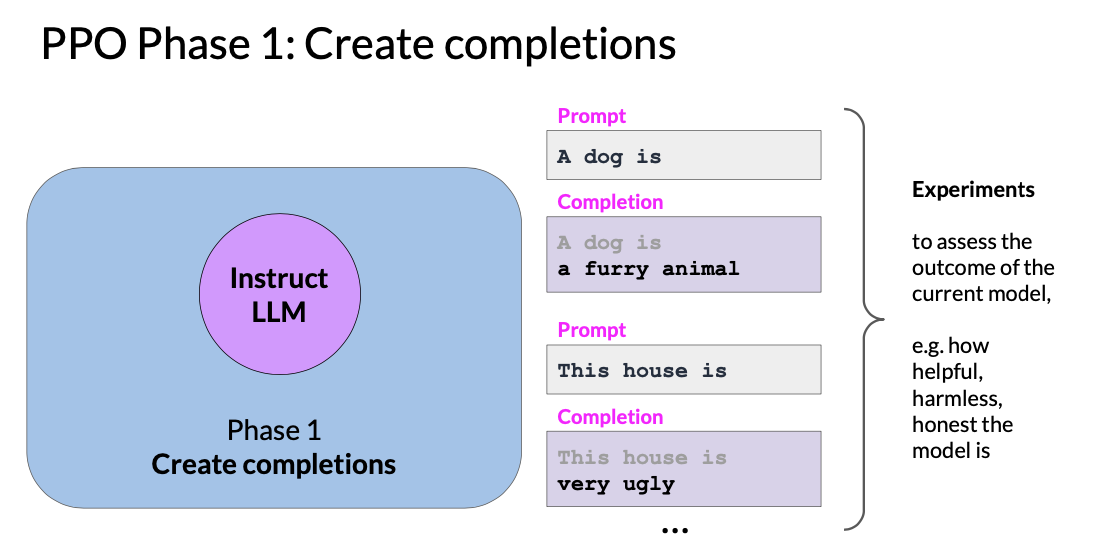 PPO Phase 1: Create completions
Instruct
LLM
Phase 1
Create completions
Prompt
A dog is
Completion
A dog is
a furry animal
Prompt
This house is
Completion
This house is
very ugly
...
Experiments
to assess the
outcome of the
current model,
e.g. how
helpful,
harmless,
honest the
model is